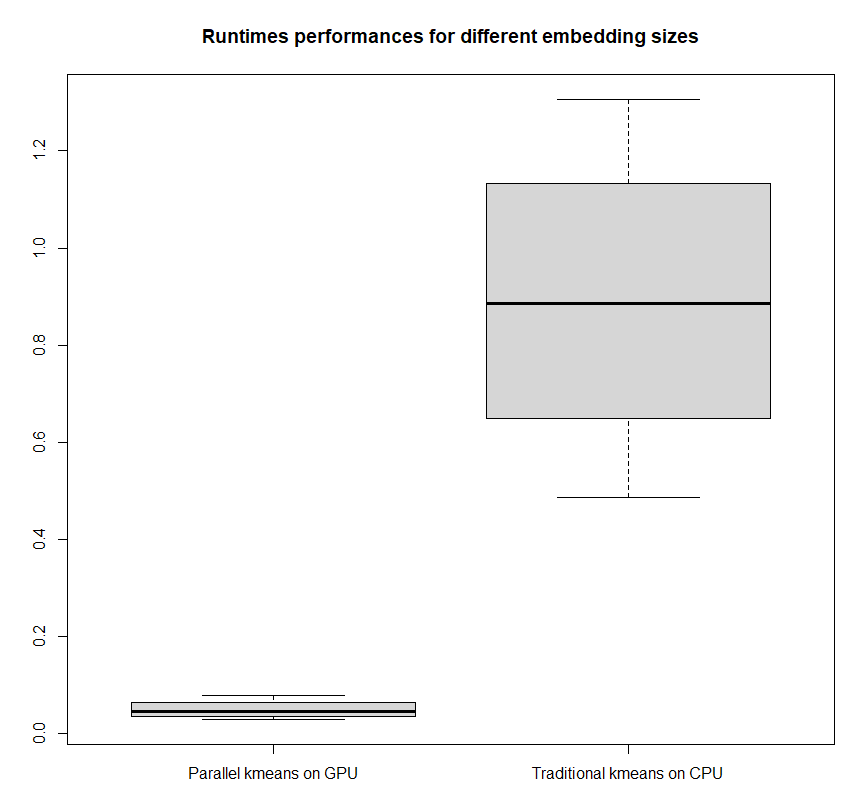 Runtimes performances for different embedding sizes
1.2
1.0
0.8
0.6
0.4
0.2
0.0
Parallel kmeans on GPU
Traditional kmeans on CPU